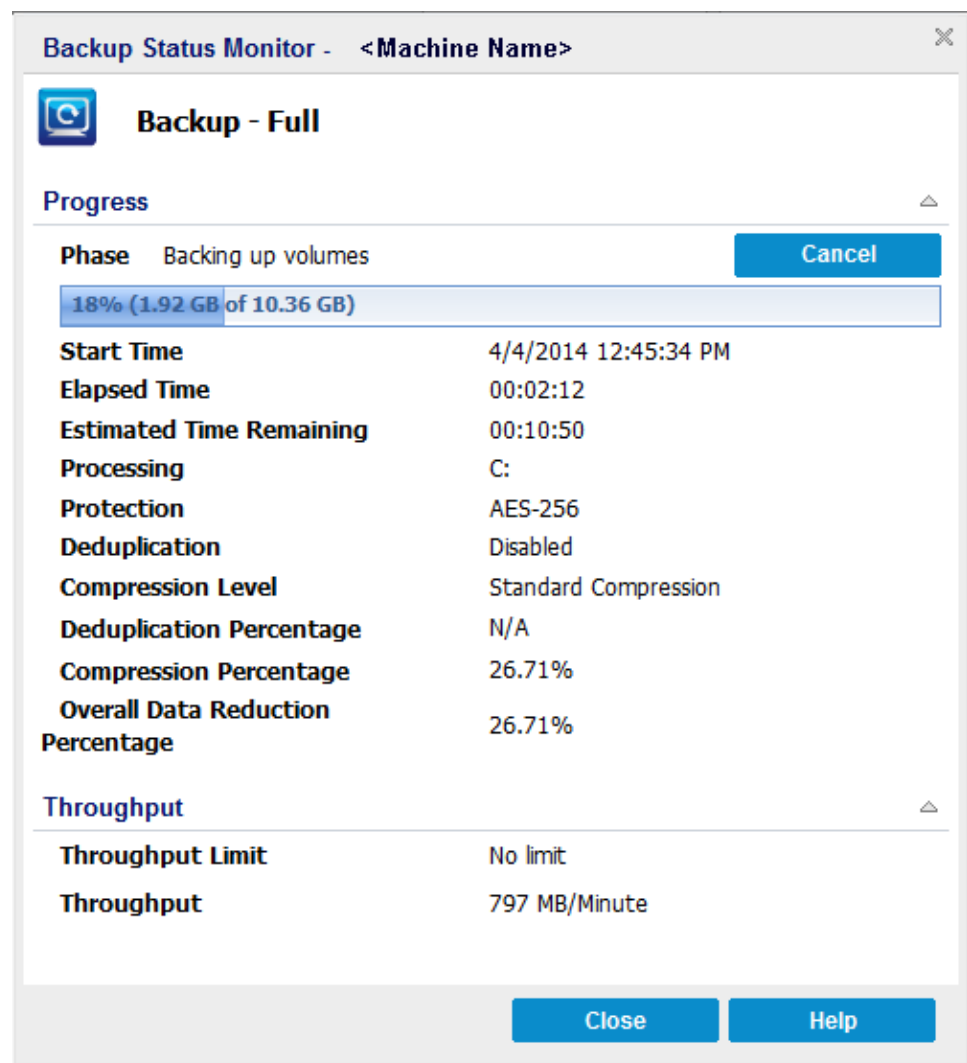 Backup Status Monitor - <Machine Name>
Backup - Full
Progress
Phase Backing up volumes Cancel
18% (1.92 GB of 10.36 GB)
Start Time 4/4/2014 12:45:34 PM
Elapsed Time 00:02:12
Estimated Time Remaining 00:10:50
Processing C:
Protection AES-256
Deduplication Disabled
Compression Level Standard Compression
Deduplication Percentage N/A
Compression Percentage 26.71%
Overall Data Reduction
Percentage 26.71%
Throughput
Throughput Limit No limit
Throughput 797 MB/Minute
Close Help